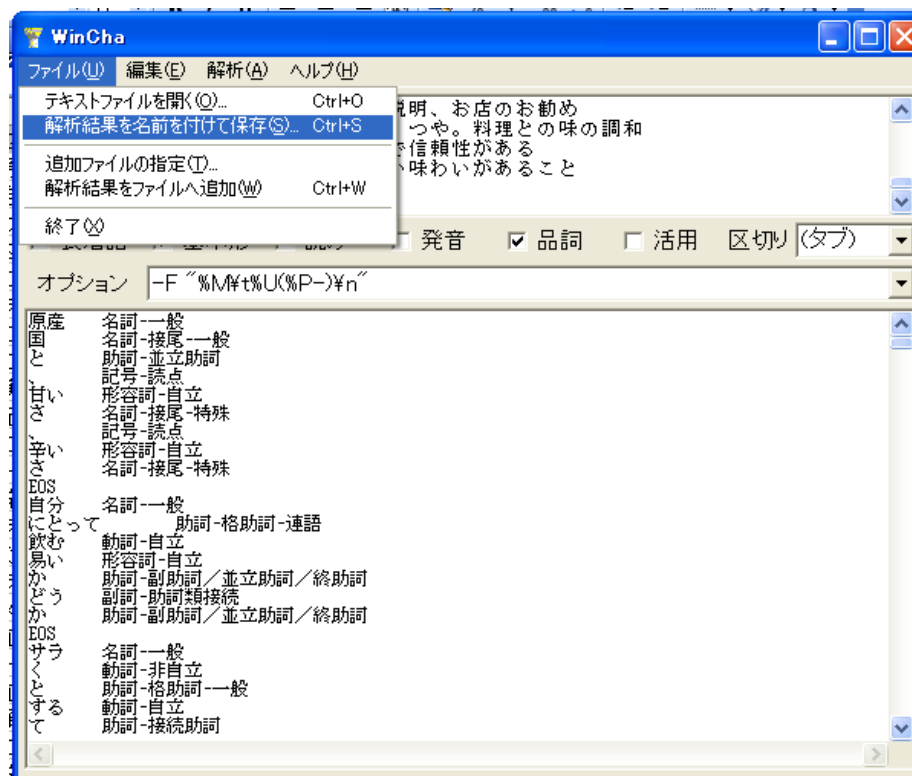 WinCha
ファイル(U) 編集(E) 解析(A) ヘルプ(H)
テキストファイルを開く(O)... Ctrl+O
解析結果を名前を付けて保存(S)... Ctrl+S
追加ファイルの指定(T)...
解析結果をファイルへ追加(W) Ctrl+W
終了(X)
説明、お店のお勧め
つや。料理との味の調和
で信頼性がある
い味わいがあること
発音 品詞 活用 区切り (タブ)
オプション -F "%M¥t%U(%P-)¥n"
原産 名詞-一般
国 名詞-接尾-一般
と 助詞-並立助詞
、 記号-読点
甘い 形容詞-自立
さ 名詞-接尾-特殊
、 記号-読点
辛い 形容詞-自立
さ 名詞-接尾-特殊
EOS
自分 名詞-一般
にとって 助詞-格助詞-連語
飲む 動詞-自立
易い 形容詞-自立
か 助詞-副助詞／並立助詞／終助詞
どう 副詞-助詞類接続
か 助詞-副助詞／並立助詞／終助詞
EOS
サラ 名詞-一般
く 動詞-非自立
と 助詞-格助詞-一般
する 動詞-自立
て 助詞-接続助詞